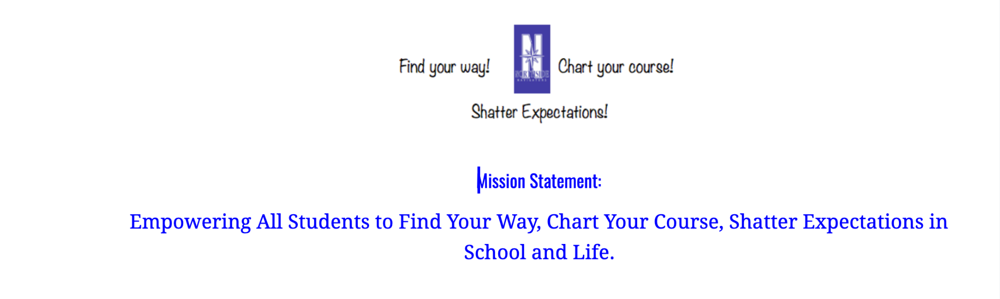 Find your way!
N
NORTHSIDE
NAVIGATORS
Chart your course!
Shatter Expectations!
Mission Statement:
Empowering All Students to Find Your Way, Chart Your Course, Shatter Expectations in
School and Life.